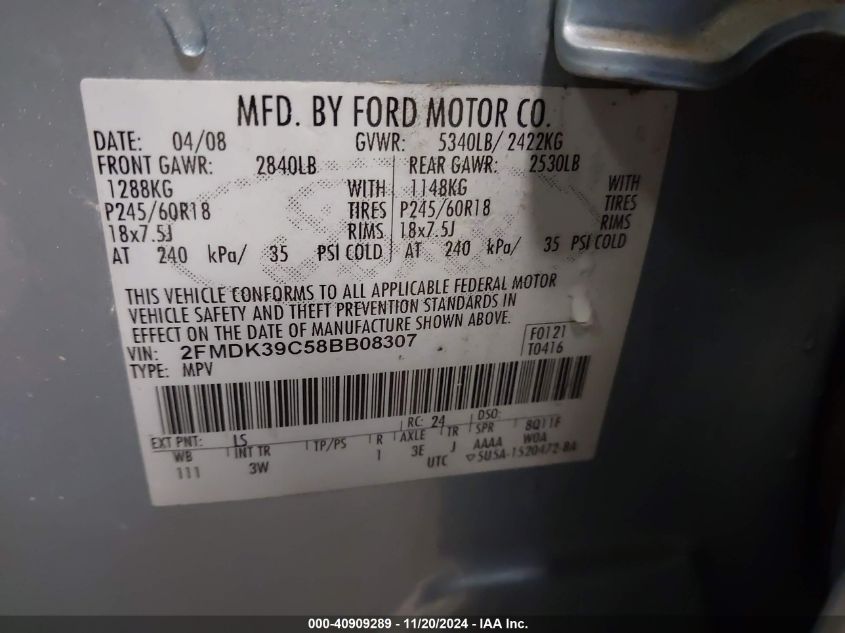 MFD. BY FORD MOTOR CO.
DATE: 04/08 GVWR: 5340LB/ 2422KG
FRONT GAWR: 2840LB REAR GAWR: 2530LB
1288KG WITH 1148KG WITH
P245/60R18 TIRES P245/60R18 TIRES
18x7.5J RIMS 18x7.5J RIMS
AT 240 kPa/ 35 PSI COLD AT 240 kPa/ 35 PSI COLD
THIS VEHICLE CONFORMS TO ALL APPLICABLE FEDERAL MOTOR
VEHICLE SAFETY AND THEFT PREVENTION STANDARDS IN
EFFECT ON THE DATE OF MANUFACTURE SHOWN ABOVE.
VIN: 2FMDK39C58BB08307 F0121
TYPE: MPV T0416
RC: 24 DSO:
EXT PNT: LS
WB INT TR TP/PS R AXLE TR SPR 8Q11F
111 3W 1 3E J AAAA W0A
UTC 5U5A-1520472-BA
000-40909289 - 11/20/2024 - IAA Inc.